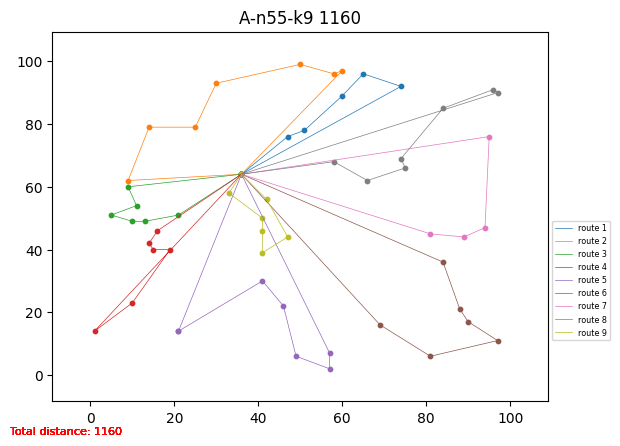 A-n55-k9 1160
100
80
60
40
20
0
0 20 40 60 80 100
route 1
route 2
route 3
route 4
route 5
route 6
route 7
route 8
route 9
Total distance: 1160